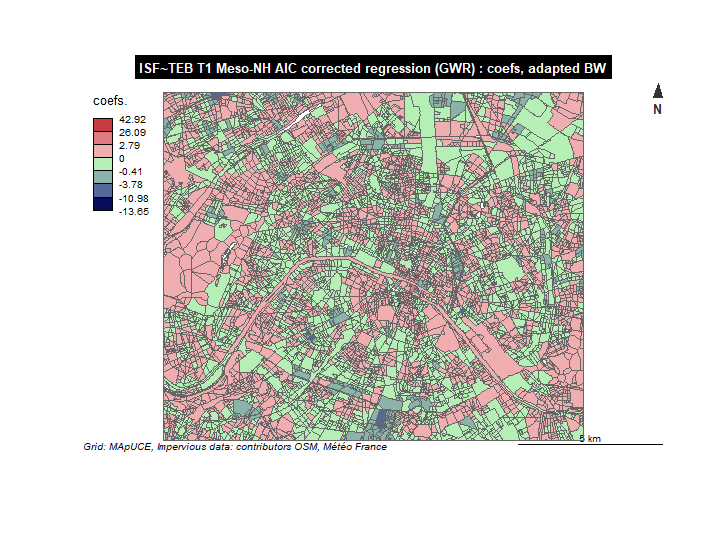 ISF~TEB T1 Meso-NH AIC corrected regression (GWR) : coefs, adapted BW
N
coefs.
42.92
26.09
2.79
0
-0.41
-3.78
-10.98
-13.65
5 km
Grid: MApUCE, Impervious data: contributors OSM, Météo France